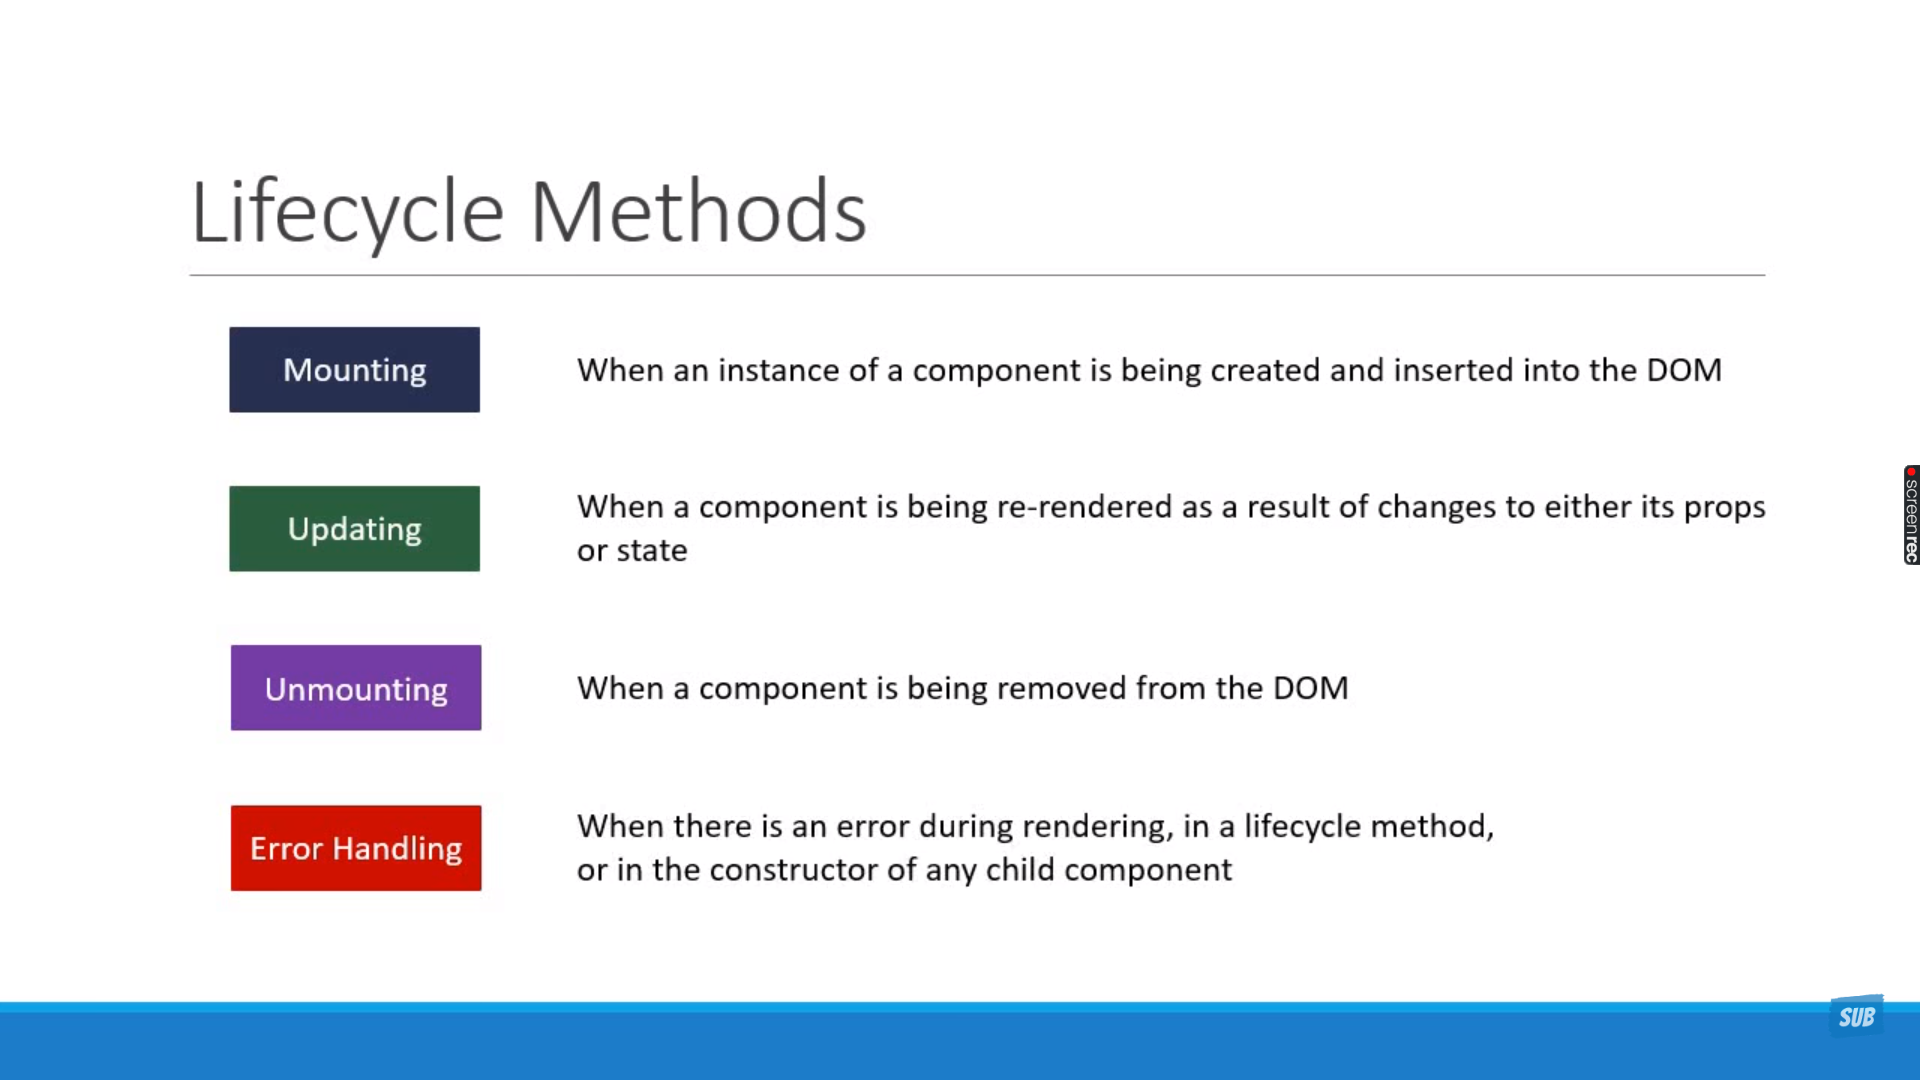 Lifecycle Methods
Mounting
When an instance of a component is being created and inserted into the DOM
Updating
When a component is being re-rendered as a result of changes to either its props
or state
Unmounting
When a component is being removed from the DOM
Error Handling
When there is an error during rendering, in a lifecycle method,
or in the constructor of any child component
screenrec
SUB